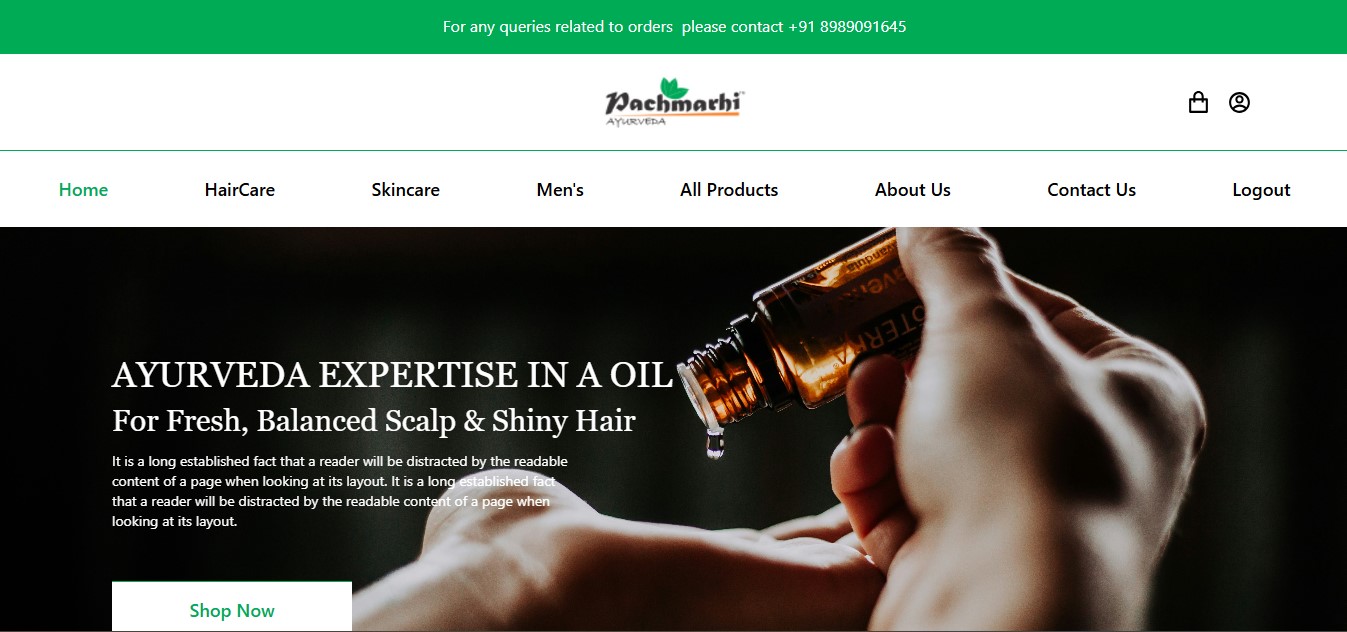 For any queries related to orders  please contact +91 8989091645
Pachmarhi
AYURVEDA
Home HairCare Skincare Men's All Products About Us Contact Us Logout
AYURVEDA EXPERTISE IN A OIL
For Fresh, Balanced Scalp & Shiny Hair
It is a long established fact that a reader will be distracted by the readable
content of a page when looking at its layout. It is a long established fact
that a reader will be distracted by the readable content of a page when
looking at its layout.
Shop Now